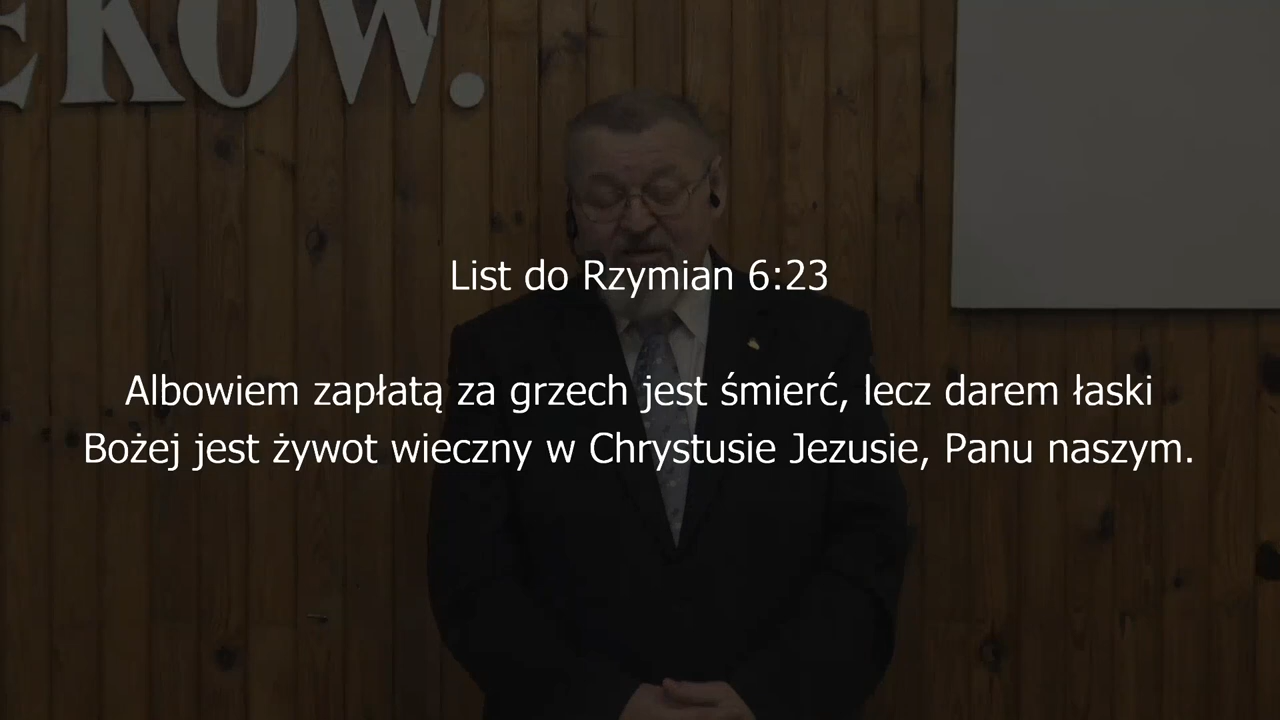 EKÓW.
List do Rzymian 6:23
Albowiem zapłatą za grzech jest śmierć, lecz darem łaski
Bożej jest żywot wieczny w Chrystusie Jezusie, Panu naszym.